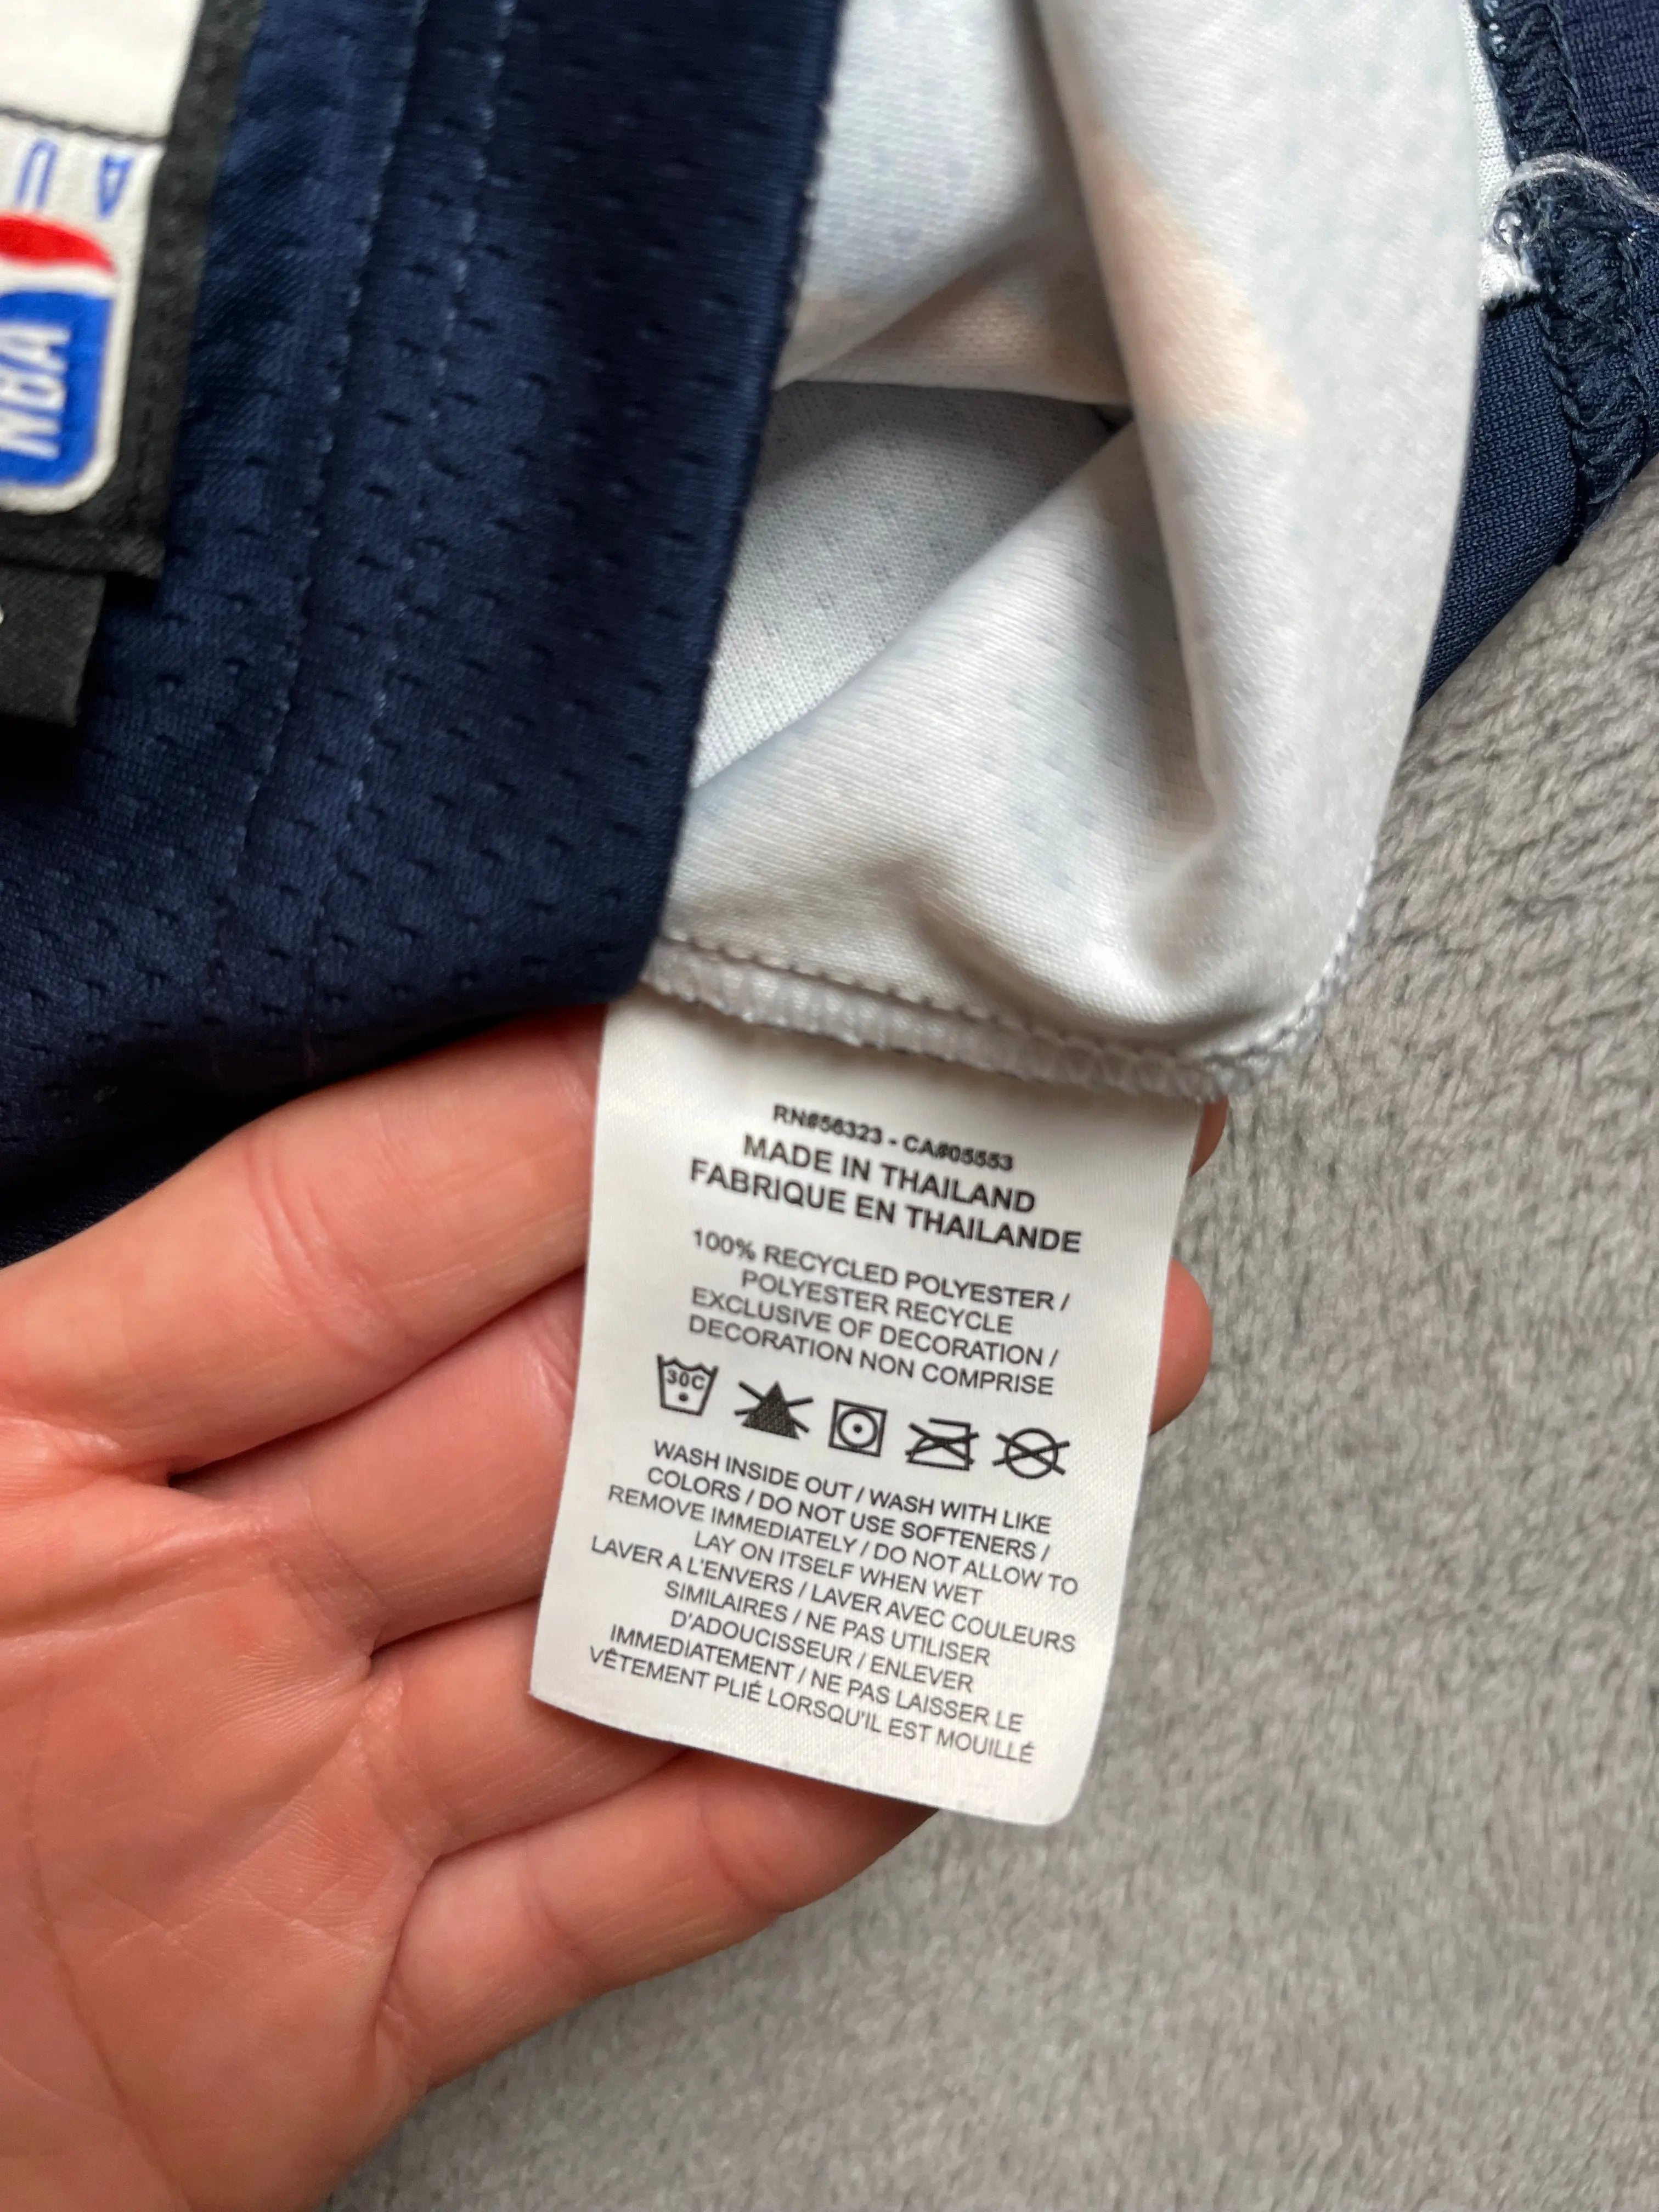 NBA
RN#56323 - CA#05553
MADE IN THAILAND
FABRIQUE EN THAILANDE
100% RECYCLED POLYESTER /
POLYESTER RECYCLE
EXCLUSIVE OF DECORATION /
DECORATION NON COMPRISE
30C
WASH INSIDE OUT / WASH WITH LIKE
COLORS / DO NOT USE SOFTENERS /
REMOVE IMMEDIATELY / DO NOT ALLOW TO
LAY ON ITSELF WHEN WET
LAVER A L'ENVERS / LAVER AVEC COULEURS
SIMILAIRES / NE PAS UTILISER
D'ADOUCISSEUR / ENLEVER
IMMEDIATEMENT / NE PAS LAISSER LE
VÊTEMENT PLIÉ LORSQU'IL EST MOUILLÉ